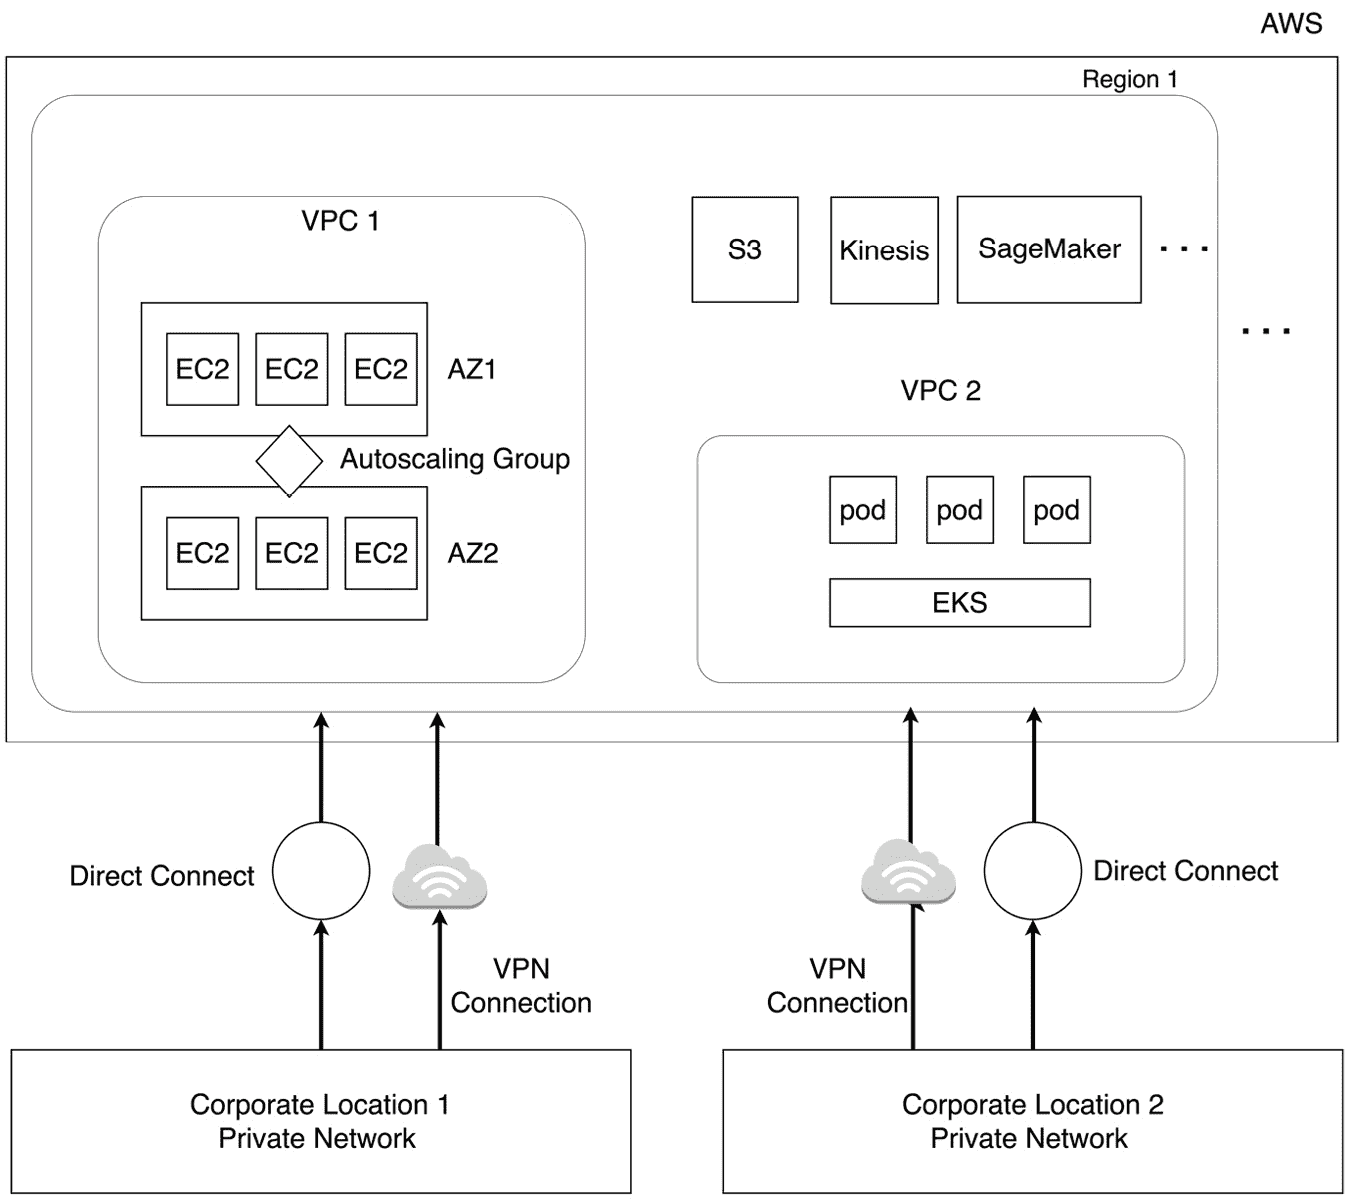 AWS
Region 1
VPC 1
S3
Kinesis
SageMaker
...
...
EC2 EC2 EC2
AZ1
Autoscaling Group
EC2 EC2 EC2
AZ2
VPC 2
pod pod pod
EKS
Direct Connect
VPN
Connection
VPN
Connection
Direct Connect
Corporate Location 1
Private Network
Corporate Location 2
Private Network